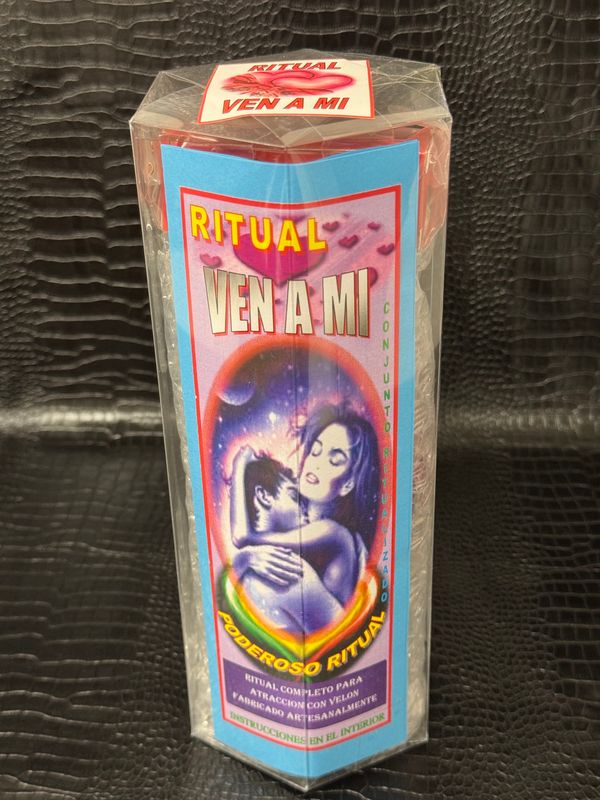 RITUAL
VEN A MI
RITUAL
VEN A MI
CONJUNTO RITUALIZADO
PODEROSO RITUAL
RITUAL COMPLETO PARA
ATRACCION CON VELON
FABRICADO ARTESANALMENTE
INSTRUCCIONES EN EL INTERIOR